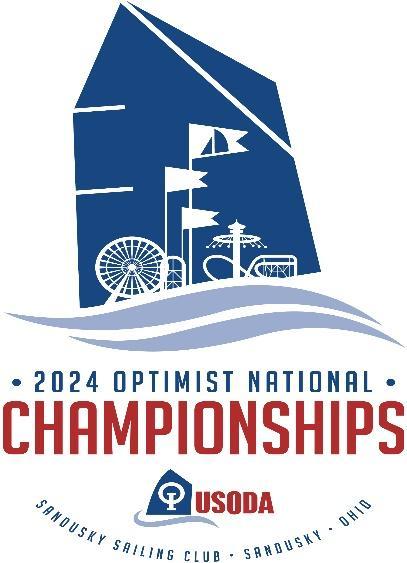 • 2024 OPTIMIST NATIONAL •
CHAMPIONSHIPS
USODA
SANDUSKY SAILING CLUB • SANDUSKY • OHIO